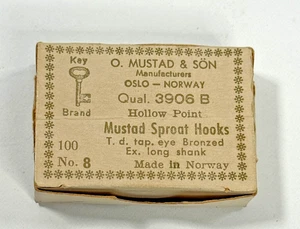 Key
Brand
O. MUSTAD & SÖN
Manufacturers
OSLO — NORWAY
Qual. 3906 B
Hollow Point
Mustad Sproat Hooks
T. d. tap. eye Bronzed
Ex. long shank
100
No. 8
Made in Norway